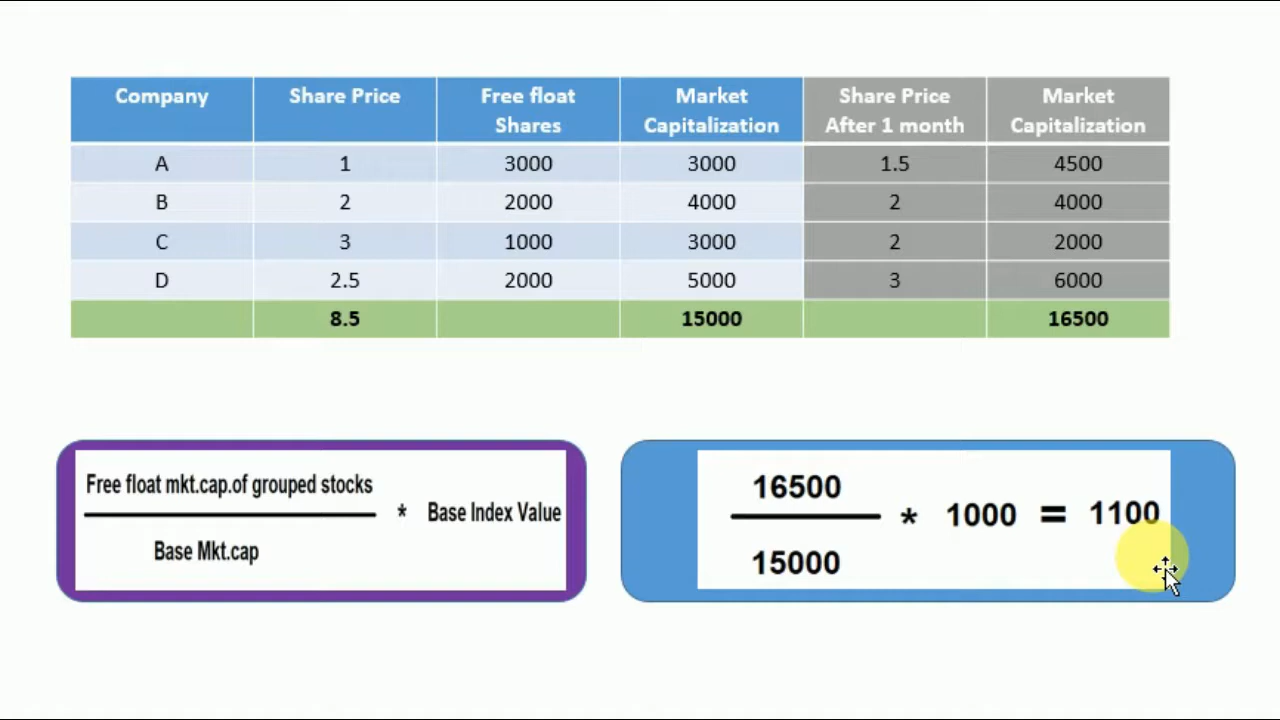 Company Share Price Free float Shares Market Capitalization Share Price After 1 month Market Capitalization
A 1 3000 3000 1.5 4500
B 2 2000 4000 2 4000
C 3 1000 3000 2 2000
D 2.5 2000 5000 3 6000
8.5 15000 16500
Free float mkt.cap.of grouped stocks
* Base Index Value
Base Mkt.cap
16500
* 1000 = 1100
15000